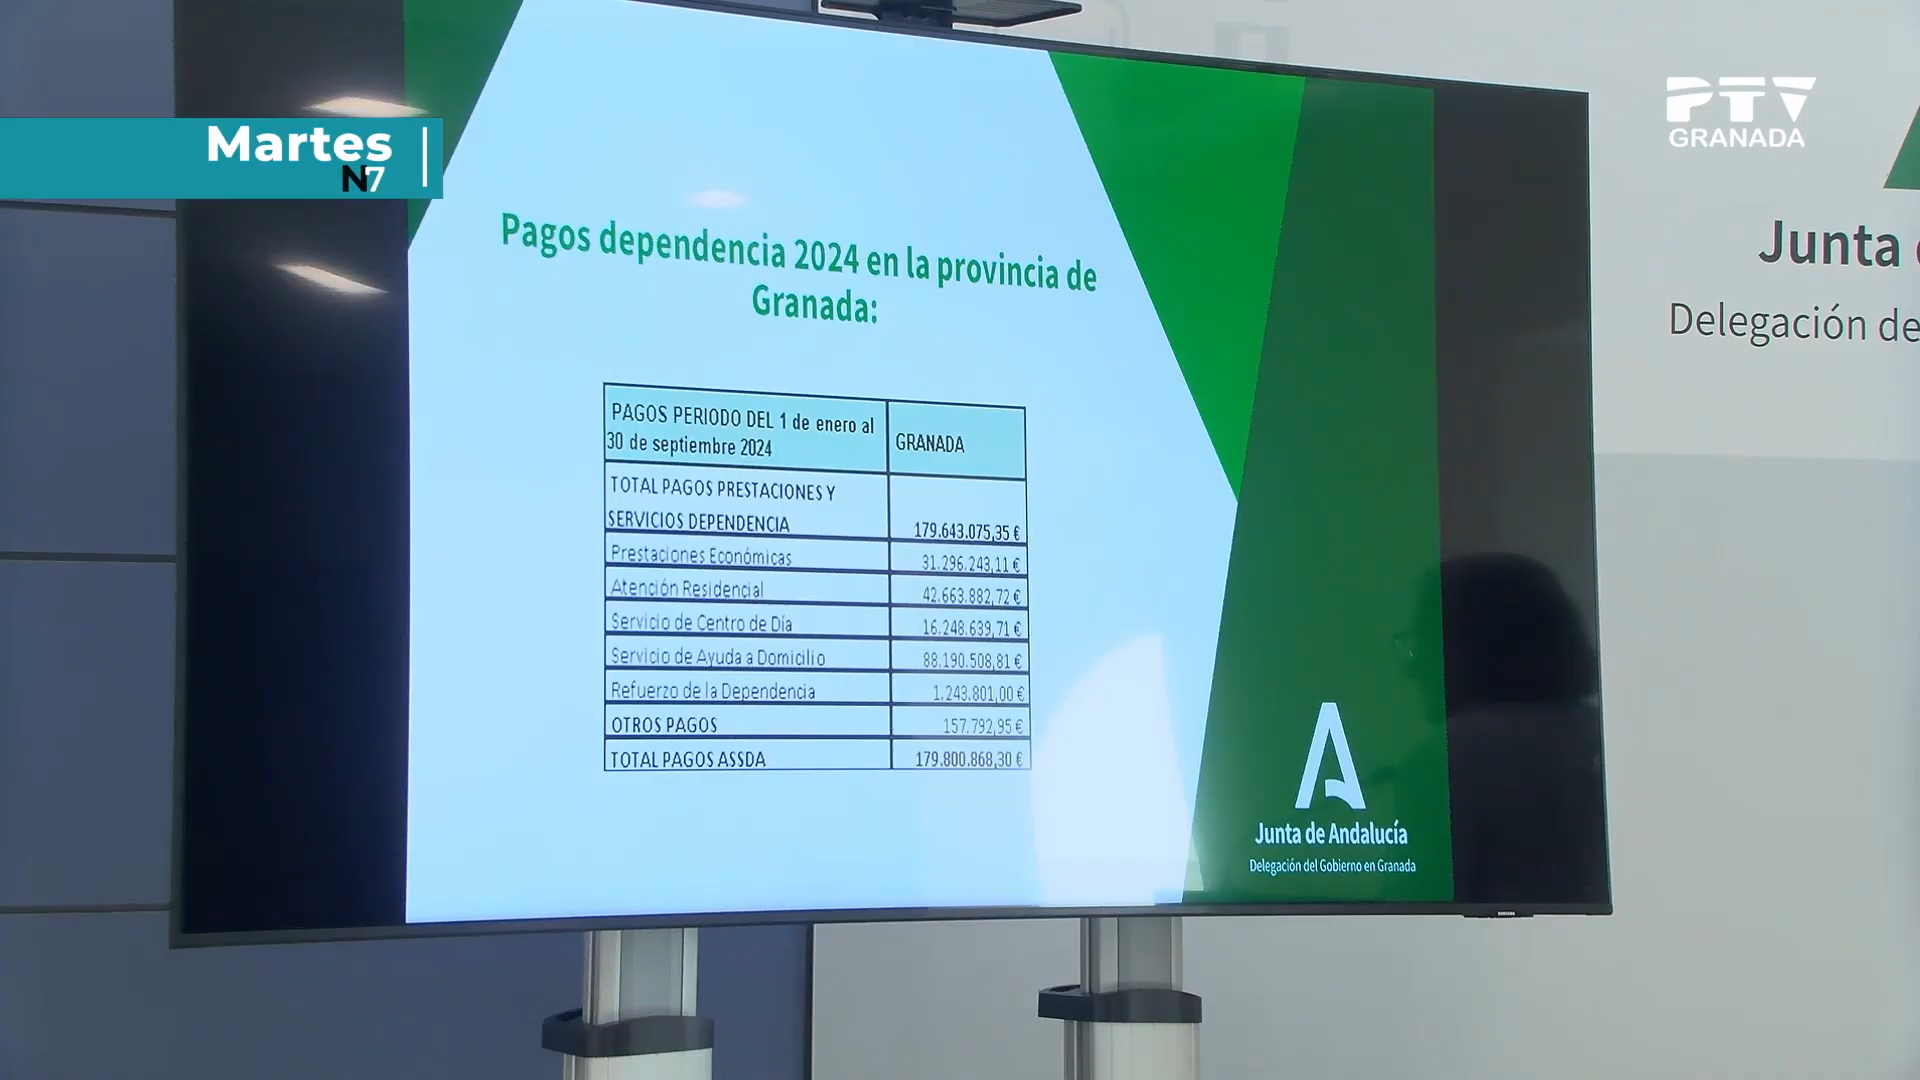 Martes
N7
PTV
GRANADA
Junta
Delegación de
Pagos dependencia 2024 en la provincia de
Granada:
PAGOS PERIODO DEL 1 de enero al
30 de septiembre 2024
GRANADA
TOTAL PAGOS PRESTACIONES Y
SERVICIOS DEPENDENCIA
179.643.075,35 €
Prestaciones Económicas
31.296.243,11 €
Atención Residencial
42.663.882,72 €
Servicio de Centro de Día
16.248.639,71 €
Servicio de Ayuda a Domicilio
88.190.508,81 €
Refuerzo de la Dependencia
1.243.801,00 €
OTROS PAGOS
157.792,95 €
TOTAL PAGOS ASSDA
179.800.868,30 €
Junta de Andalucía
Delegación del Gobierno en Granada
SAMSUNG